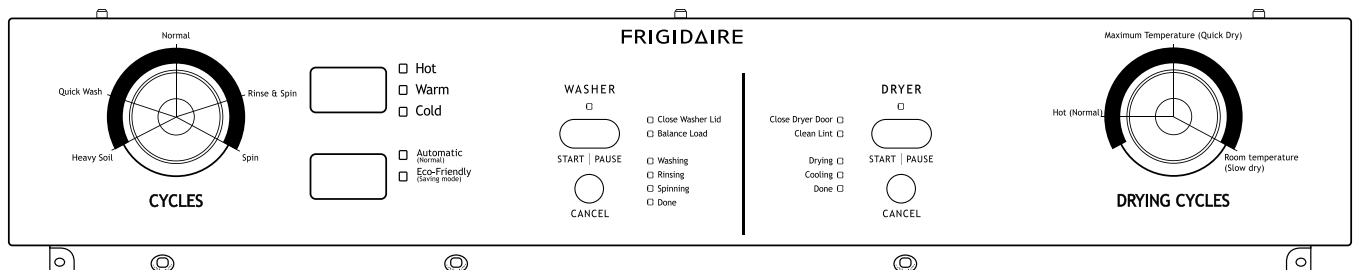 FRIGIDAIRE
Normal
Quick Wash
Rinse & Spin
Heavy Soil
Spin
CYCLES
Hot
Warm
Cold
Automatic
(Normal)
Eco-Friendly
(Saving mode)
WASHER
START | PAUSE
CANCEL
Close Washer Lid
Balance Load
Washing
Rinsing
Spinning
Done
DRYER
Close Dryer Door
Clean Lint
Drying
Cooling
Done
START | PAUSE
CANCEL
Maximum Temperature (Quick Dry)
Hot (Normal)
Room temperature
(Slow dry)
DRYING CYCLES